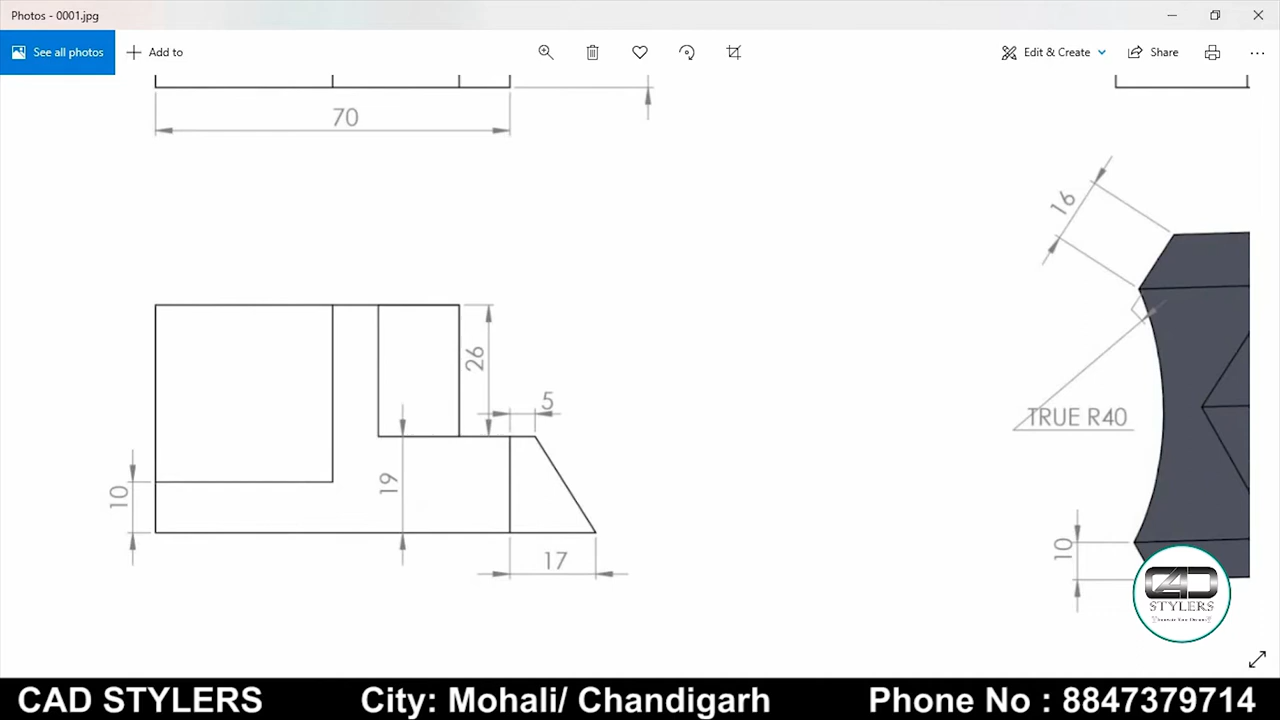 Photos - 0001.jpg
See all photos
Add to
Edit & Create
Share
70
16
26
5
TRUE R40
19
10
17
10
CAD
STYLERS
CAD STYLERS City: Mohali/ Chandigarh Phone No : 8847379714